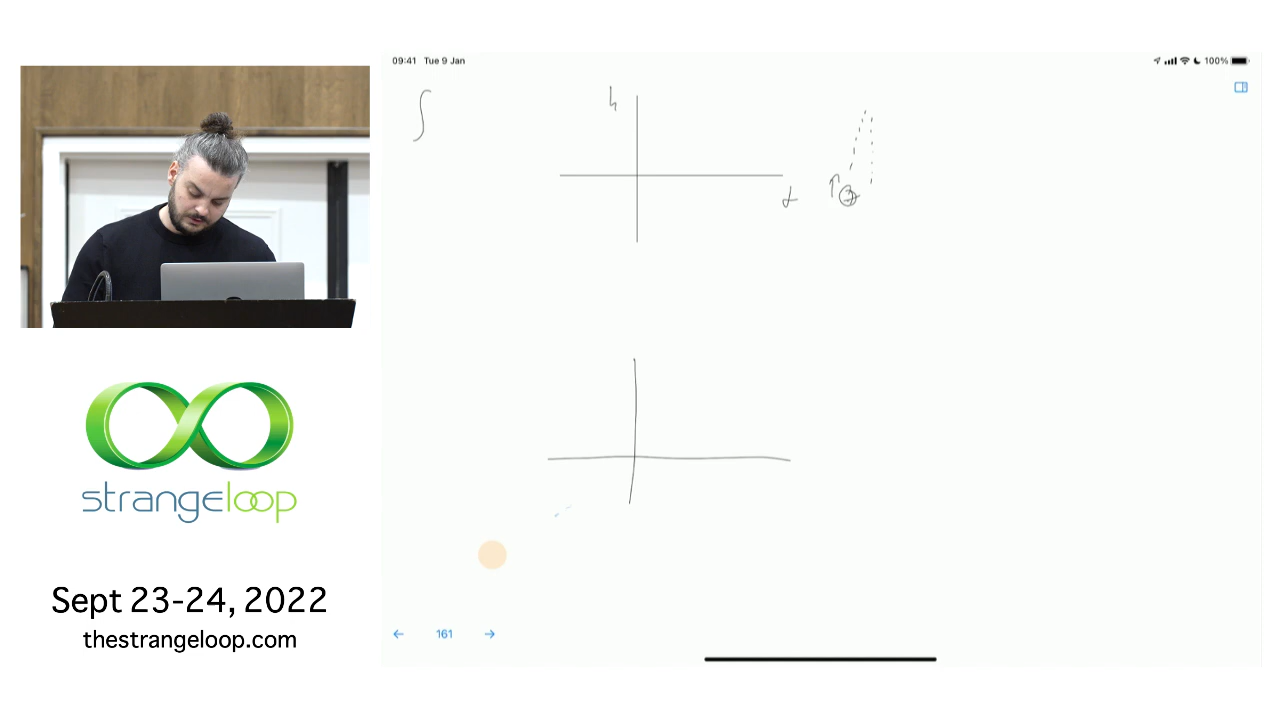 09:41 Tue 9 Jan
100%
h
strangeloop
Sept 23-24, 2022
thestrangeloop.com
161